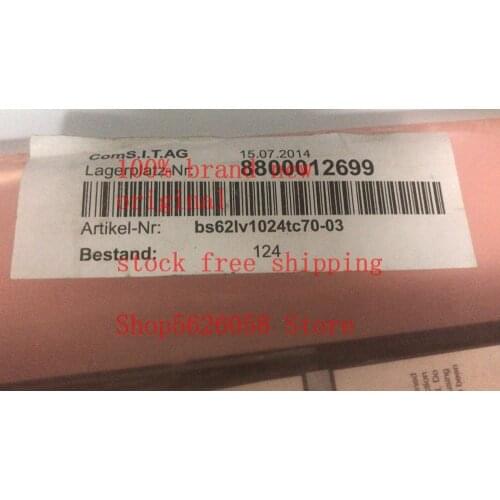 ComS.I.T.AG 15.07.2014
Lagerplatz-Nr: 8800012699
100% brand new
original
Artikel-Nr: bs62lv1024tc70-03
Bestand: 124
stock free shipping
Shop5626058 Store